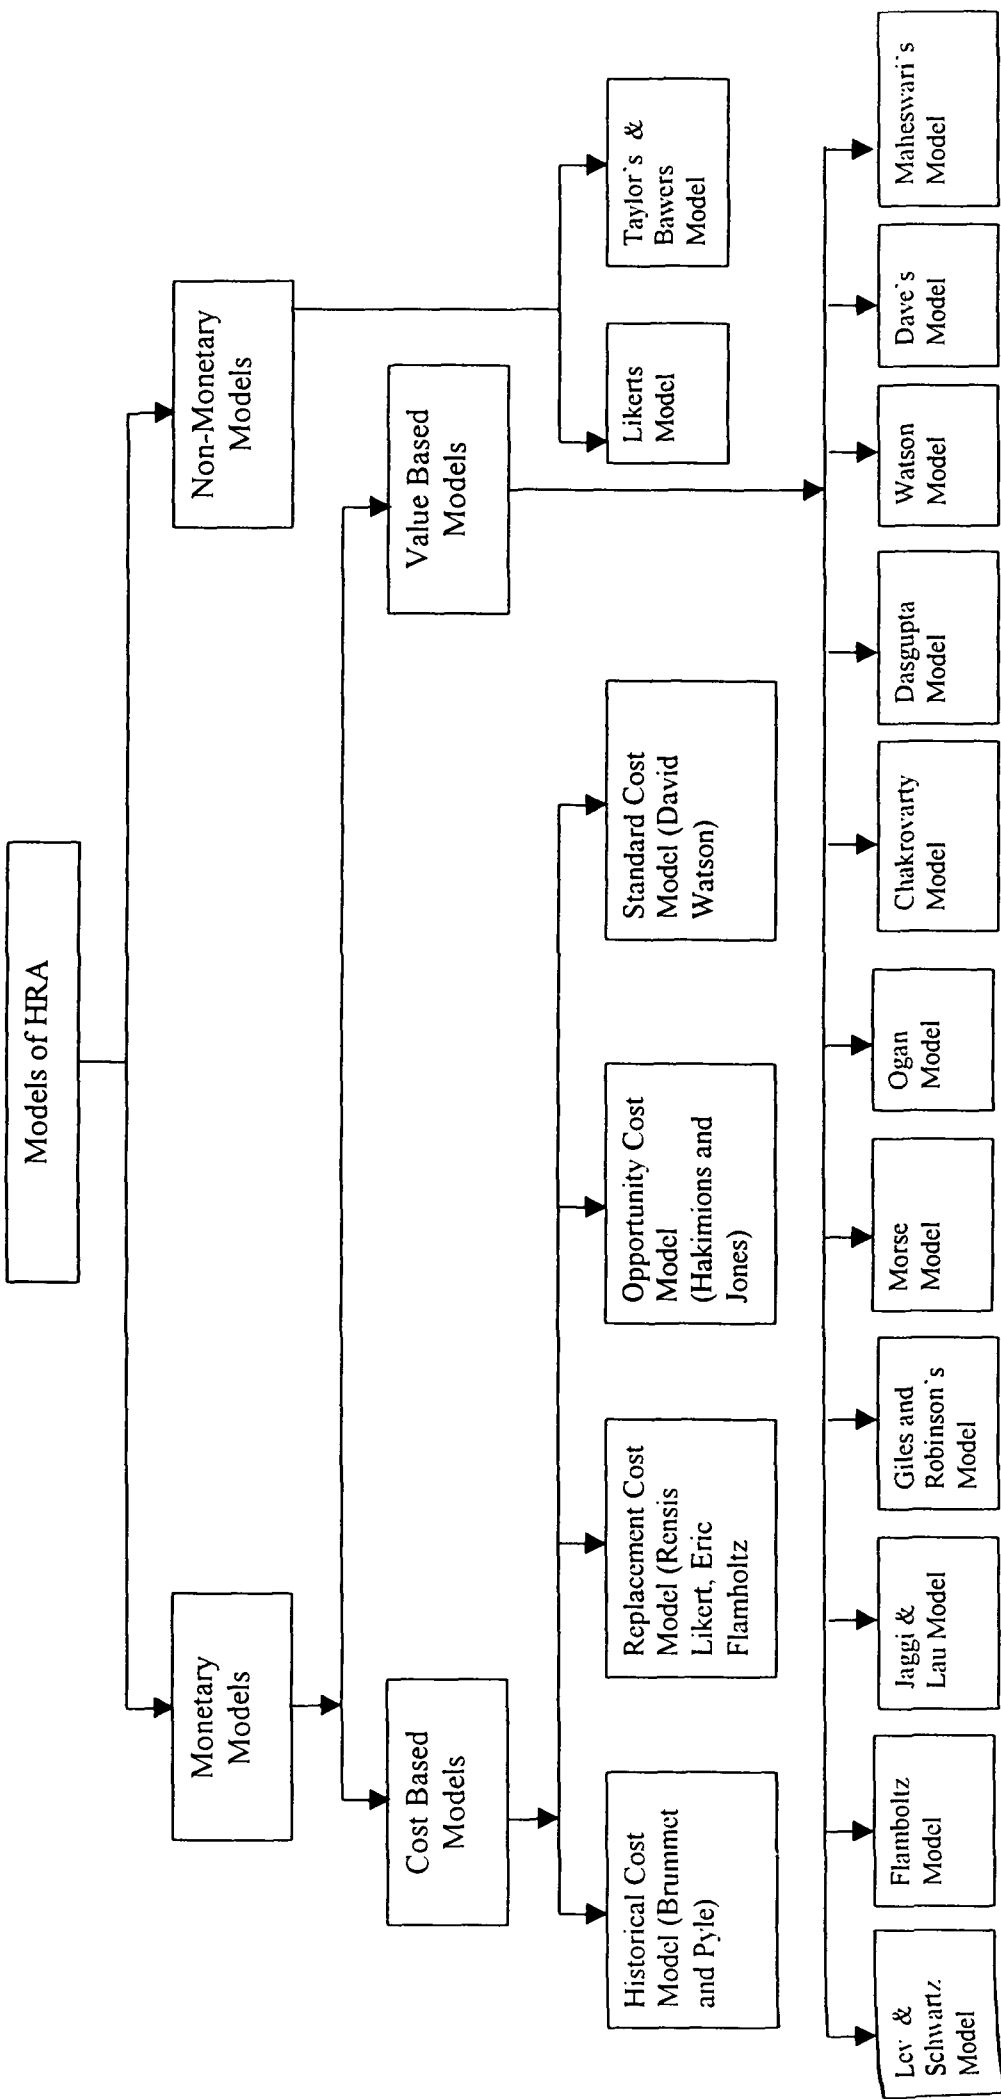 Models of HRA
Monetary
Models
Non-Monetary
Models
Cost Based
Models
Value Based
Models
Historical Cost
Model (Brummet
and Pyle)
Replacement Cost
Model (Rensis
Likert, Eric
Flamholtz
Opportunity Cost
Model
(Hakimions and
Jones)
Standard Cost
Model (David
Watson)
Likerts
Model
Taylor's &
Bawers
Model
Lev &
Schwartz
Model
Flamboltz
Model
Jaggi &
Lau Model
Giles and
Robinson's
Model
Morse
Model
Ogan
Model
Chakrovarty
Model
Dasgupta
Model
Watson
Model
Dave's
Model
Maheswari's
Model